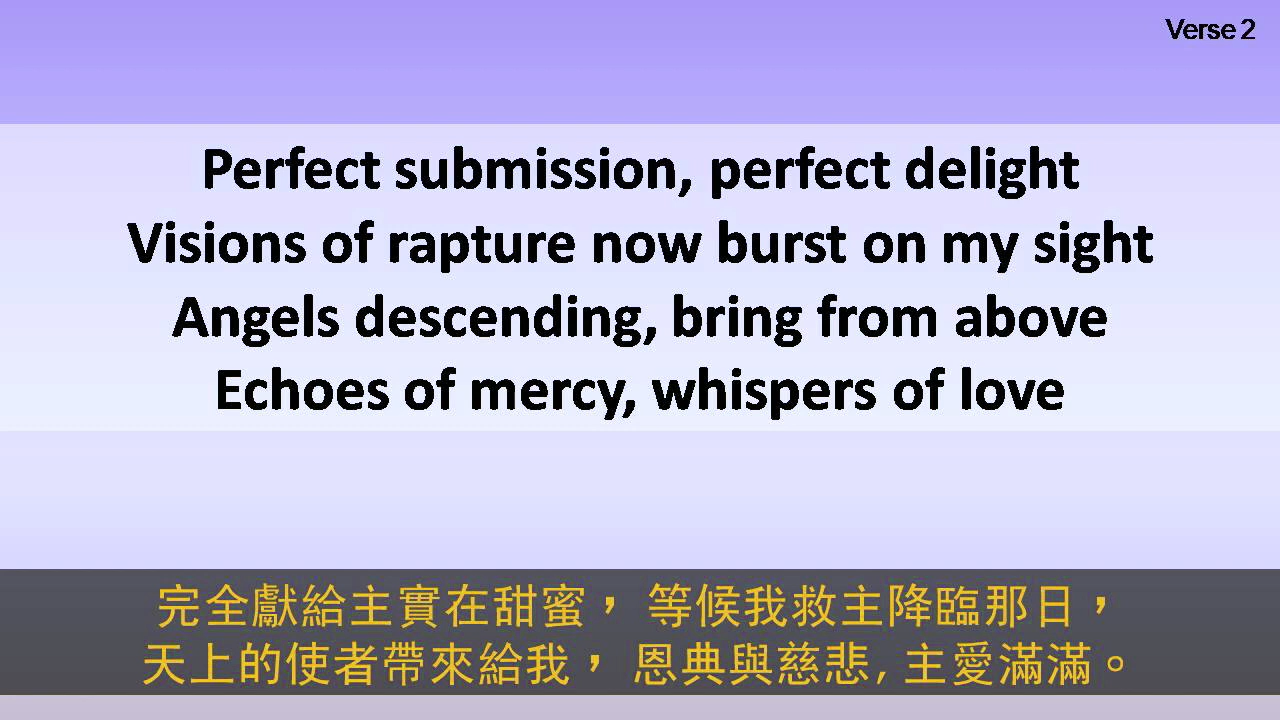 Verse 2
Perfect submission, perfect delight
Visions of rapture now burst on my sight
Angels descending, bring from above
Echoes of mercy, whispers of love
完全獻給主實在甜蜜， 等候我救主降臨那日，
天上的使者帶來給我， 恩典與慈悲, 主愛滿滿。